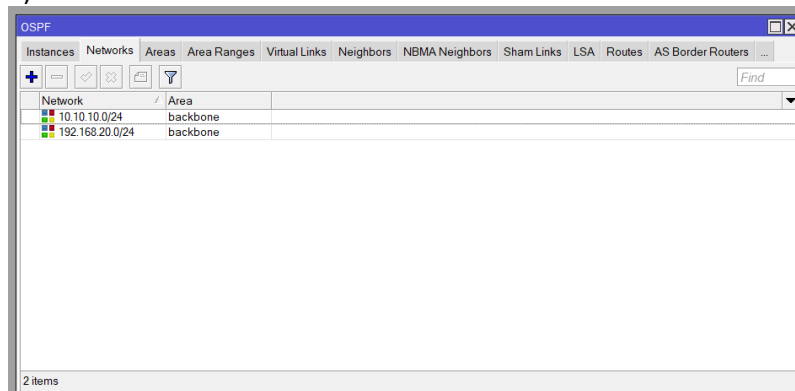 OSPF
Instances Networks Areas Area Ranges Virtual Links Neighbors NBMA Neighbors Sham Links LSA Routes AS Border Routers ...
Find
Network Area
10.10.10.0/24 backbone
192.168.20.0/24 backbone
2 items